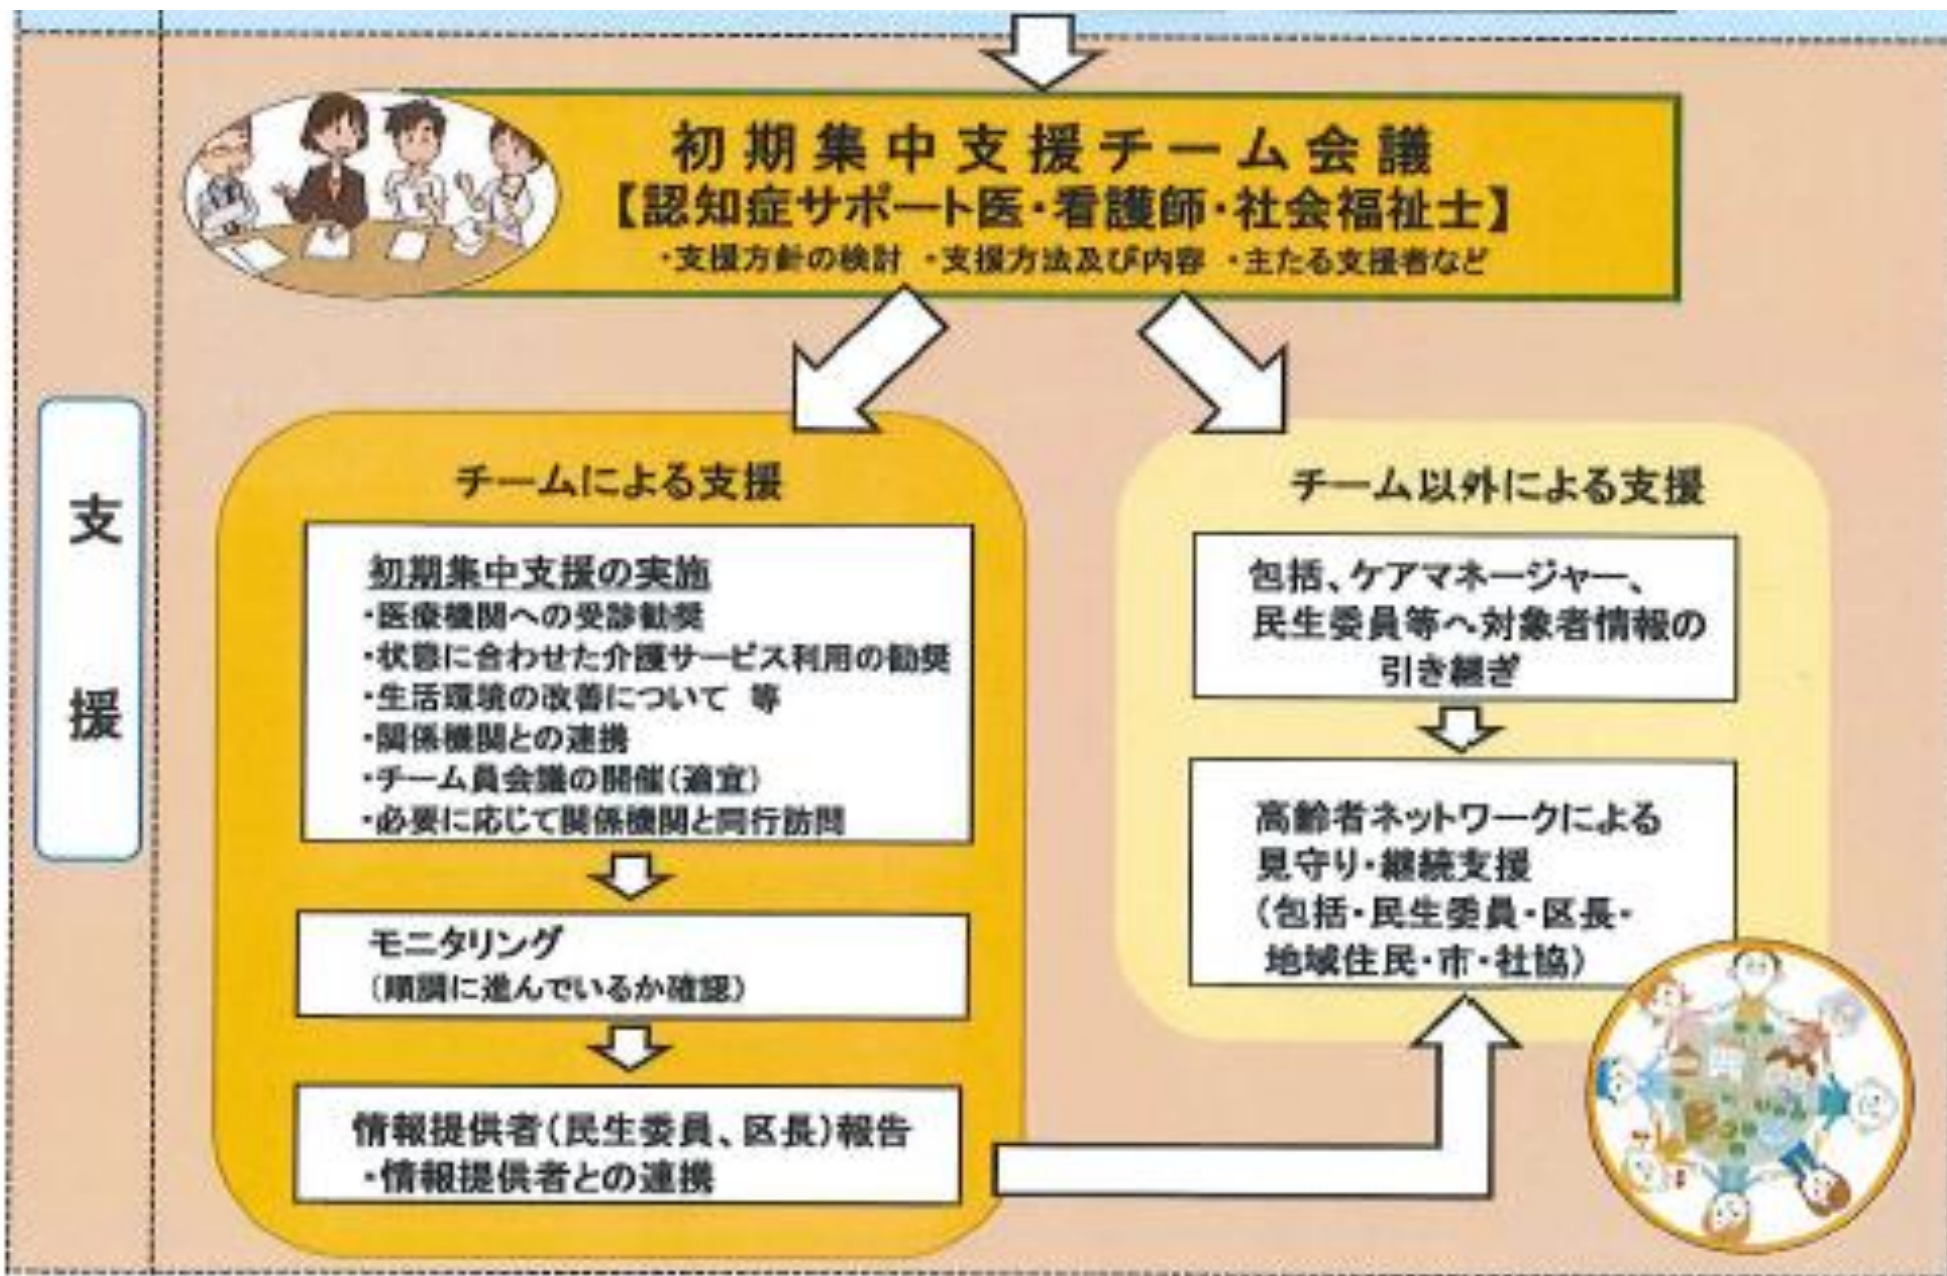 初期集中支援チーム会議
【認知症サポート医・看護師・社会福祉士】
・支援方針の検討 ・支援方法及び内容 ・主たる支援者など
支
援
チームによる支援
初期集中支援の実施
・医療機関への受診勧奨
・状態に合わせた介護サービス利用の勧奨
・生活環境の改善について 等
・関係機関との連携
・チーム員会議の開催(適宜)
・必要に応じて関係機関と同行訪問
モニタリング
(順調に進んでいるか確認)
情報提供者(民生委員、区長)報告
・情報提供者との連携
チーム以外による支援
包括、ケアマネージャー、
民生委員等へ対象者情報の
引き継ぎ
高齢者ネットワークによる
見守り・継続支援
(包括・民生委員・区長・
地域住民・市・社協)